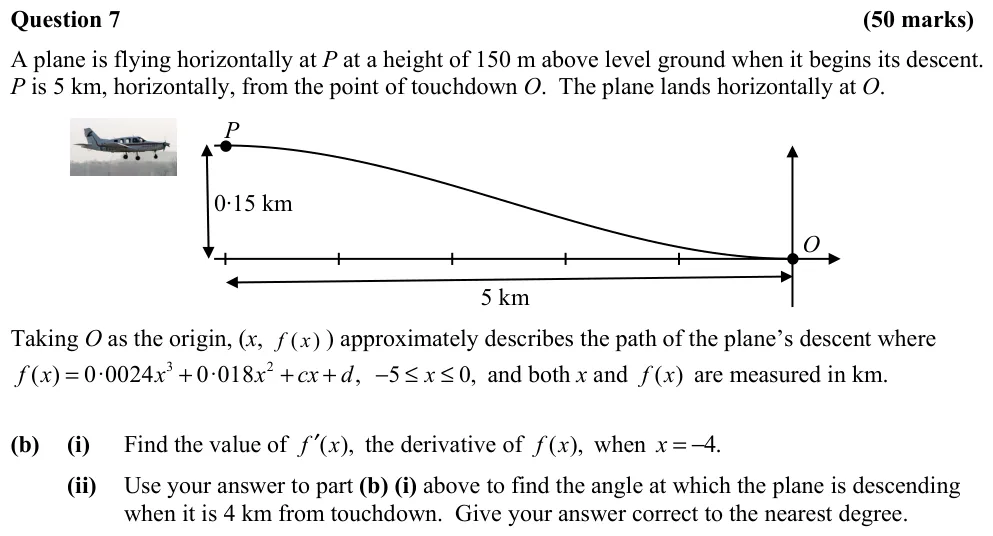 Question 7 (50 marks)
A plane is flying horizontally at P at a height of 150 m above level ground when it begins its descent.
P is 5 km, horizontally, from the point of touchdown O. The plane lands horizontally at O.
P
0·15 km
O
5 km
Taking O as the origin, (x, f(x)) approximately describes the path of the plane’s descent where
f(x) = 0·0024x³ + 0·018x² + cx + d, −5 ≤ x ≤ 0, and both x and f(x) are measured in km.
(b) (i) Find the value of f′(x), the derivative of f(x), when x = −4.
(ii) Use your answer to part (b) (i) above to find the angle at which the plane is descending
when it is 4 km from touchdown. Give your answer correct to the nearest degree.